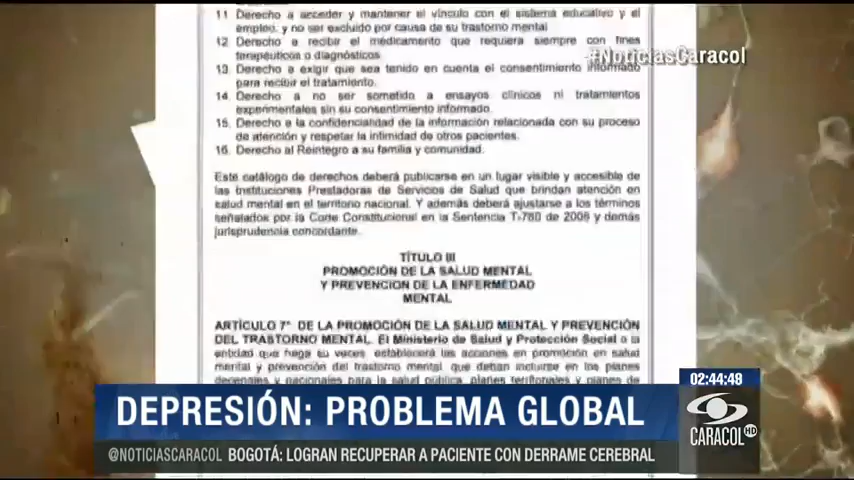 11. Derecho a acceder y mantener el vínculo con el sistema educativo y el
empleo, y no ser excluido por causa de su trastorno mental
12. Derecho a recibir el medicamento que requiera siempre con fines
terapéuticos o diagnósticos.
#NoticiasCaracol
13. Derecho a exigir que sea tenido en cuenta el consentimiento informado
para recibir el tratamiento.
14. Derecho a no ser sometido a ensayos clínicos ni tratamientos
experimentales sin su consentimiento informado.
15. Derecho a la confidencialidad de la información relacionada con su proceso
de atención y respetar la intimidad de otros pacientes.
16. Derecho al Reintegro a su familia y comunidad.
Este catálogo de derechos deberá publicarse en un lugar visible y accesible de
las Instituciones Prestadoras de Servicios de Salud que brindan atención en
salud mental en el territorio nacional. Y además deberá ajustarse a los términos
señalados por la Corte Constitucional en la Sentencia T-760 de 2008 y demás
jurisprudencia concordante.
TÍTULO III
PROMOCIÓN DE LA SALUD MENTAL
Y PREVENCIÓN DE LA ENFERMEDAD
MENTAL
ARTÍCULO 7° DE LA PROMOCIÓN DE LA SALUD MENTAL Y PREVENCIÓN
DEL TRASTORNO MENTAL. El Ministerio de Salud y Protección Social o la
entidad que haga su veces establecerá las acciones en promoción en salud
mental y prevención del trastorno mental, que deban incluirse en los planes
decenales y nacionales para la salud pública, planes territoriales y planes de
02:44:49
DEPRESIÓN: PROBLEMA GLOBAL
CARACOL HD
@NOTICIASCARACOL BOGOTÁ: LOGRAN RECUPERAR A PACIENTE CON DERRAME CEREBRAL